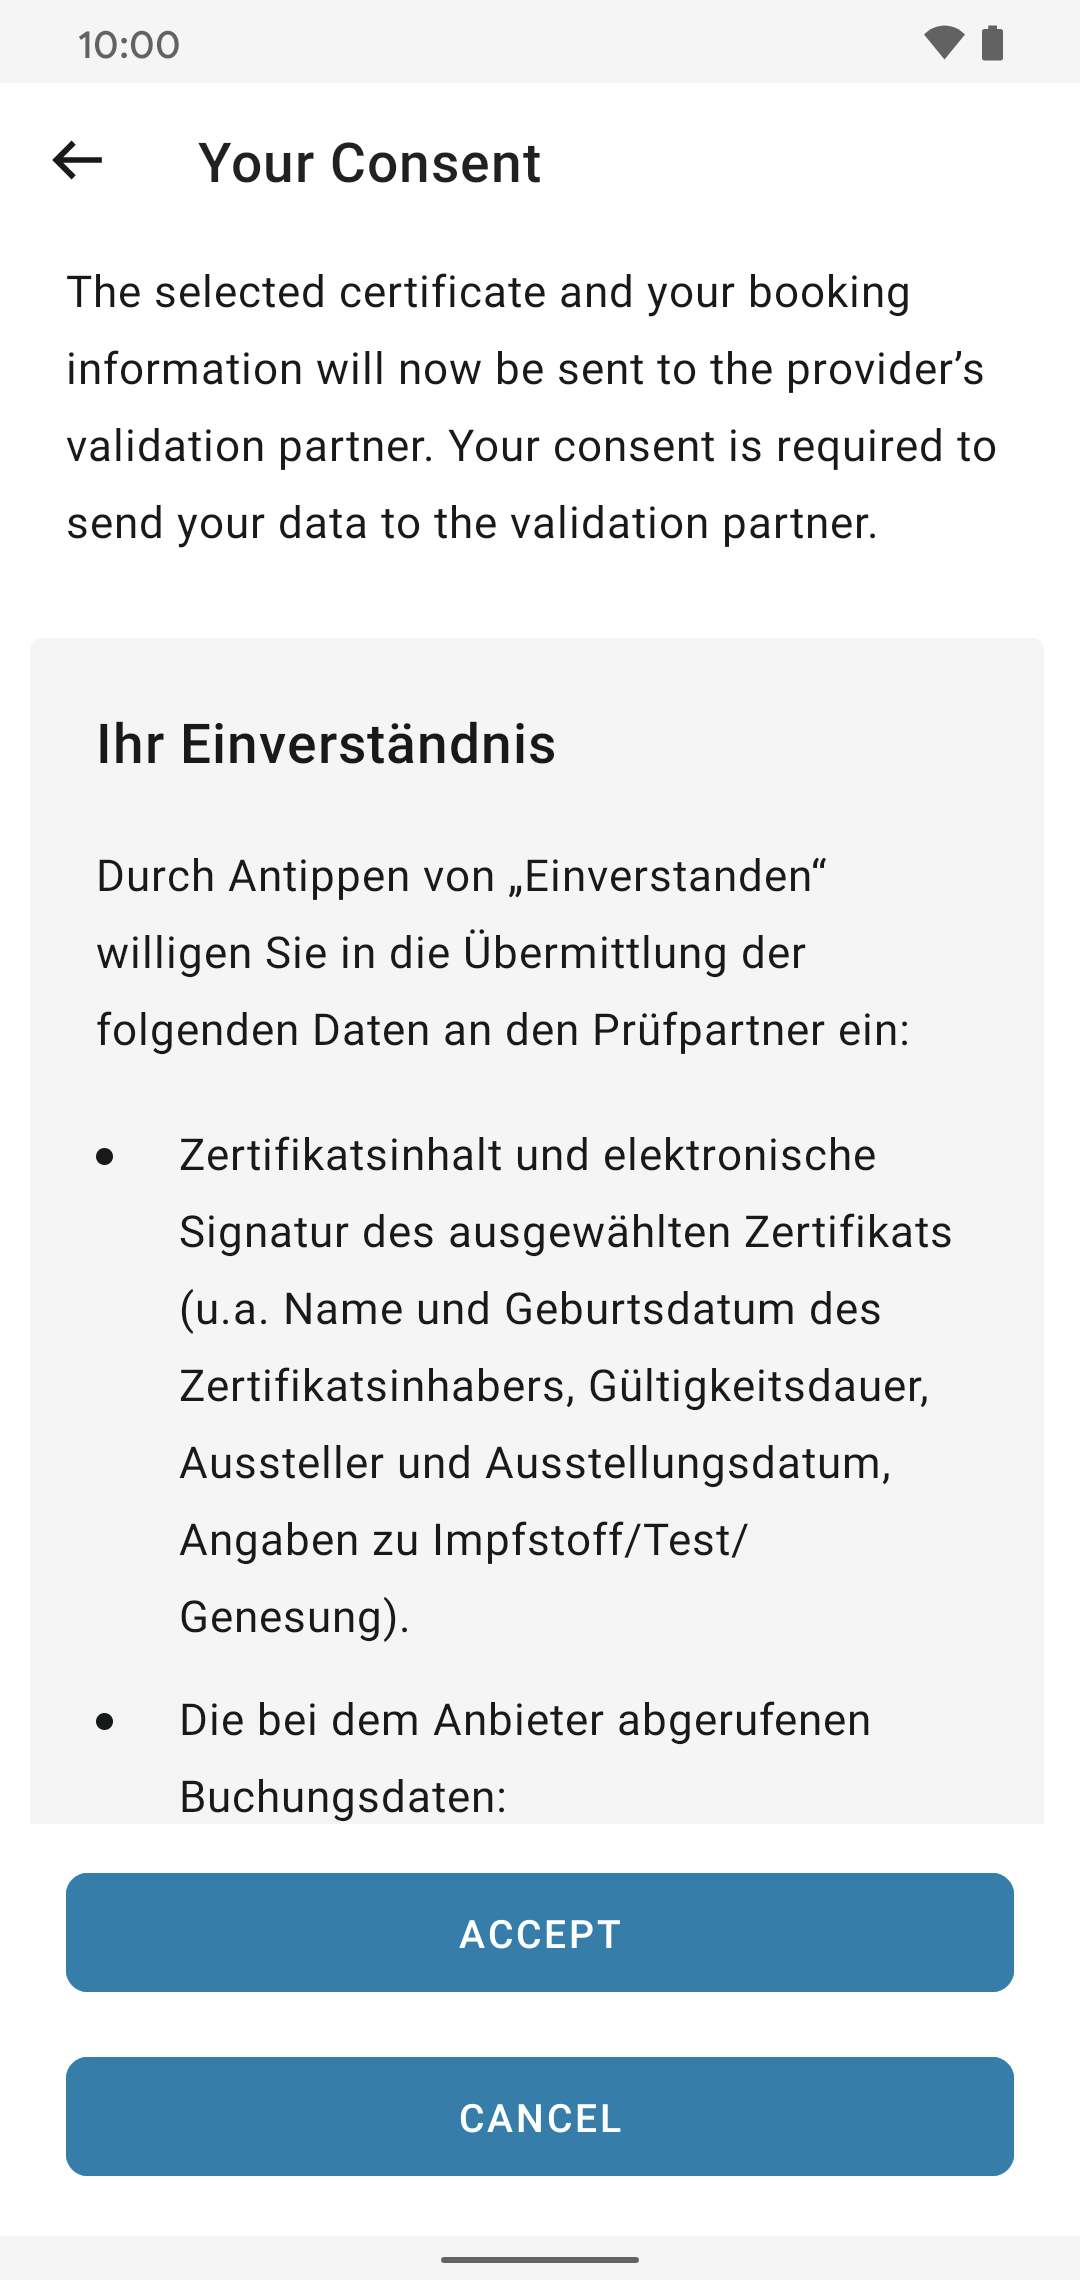 10:00
Your Consent
The selected certificate and your booking
information will now be sent to the provider’s
validation partner. Your consent is required to
send your data to the validation partner.
Ihr Einverständnis
Durch Antippen von „Einverstanden“
willigen Sie in die Übermittlung der
folgenden Daten an den Prüfpartner ein:
● Zertifikatsinhalt und elektronische
Signatur des ausgewählten Zertifikats
(u.a. Name und Geburtsdatum des
Zertifikatsinhabers, Gültigkeitsdauer,
Aussteller und Ausstellungsdatum,
Angaben zu Impfstoff/Test/
Genesung).
● Die bei dem Anbieter abgerufenen
Buchungsdaten:
ACCEPT
CANCEL